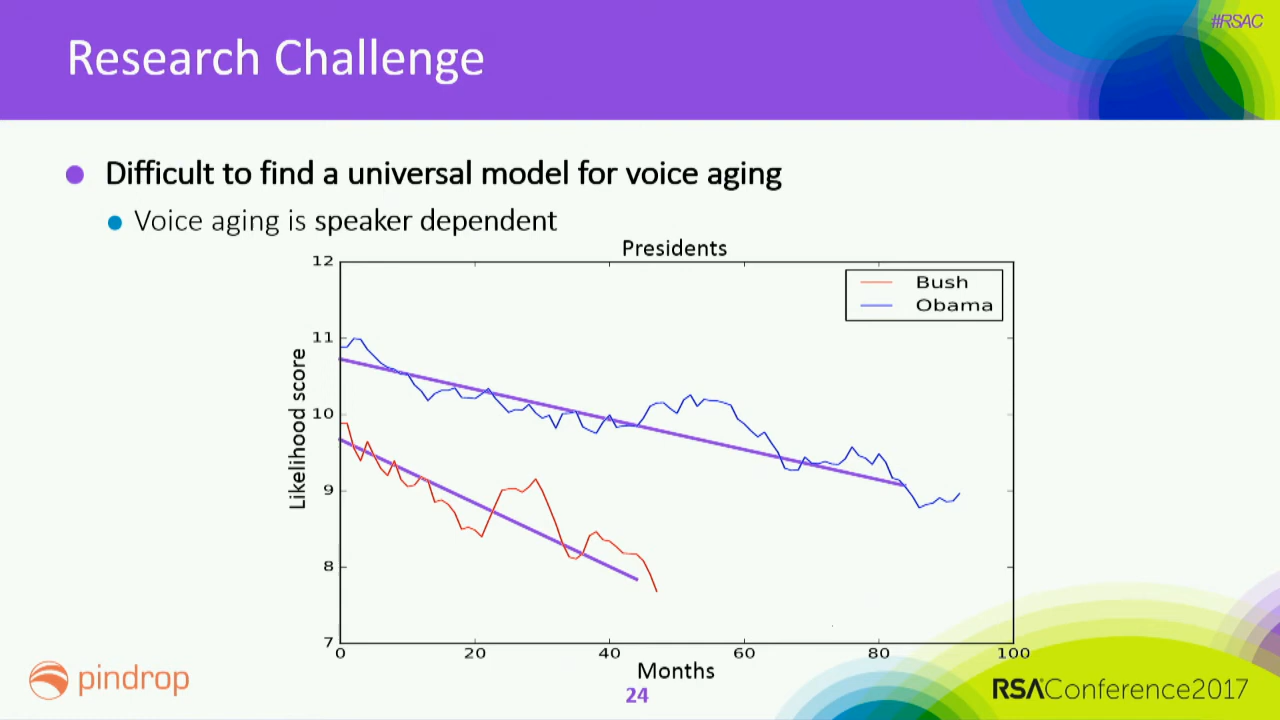 #RSAC
Research Challenge
Difficult to find a universal model for voice aging
Voice aging is speaker dependent
Presidents
Bush
Obama
Likelihood score
12
11
10
9
8
7
0 20 40 60 80 100
Months
pindrop
24
RSAConference2017